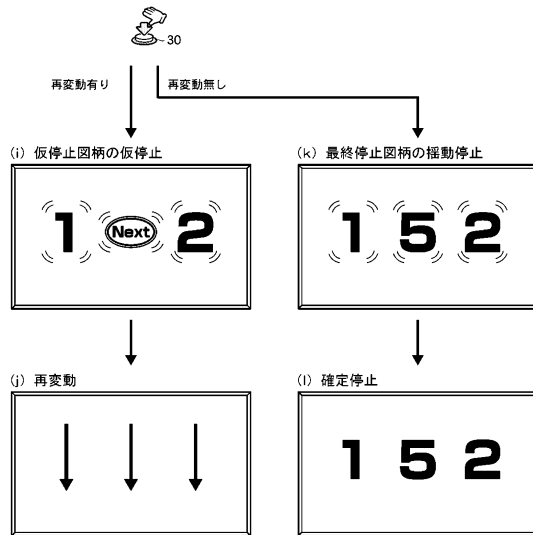 30
再変動有り
再変動無し
(i) 仮停止図柄の仮停止
(k) 最終停止図柄の揺動停止
1 Next 2
1 5 2
(j) 再変動
(l) 確定停止
1 5 2